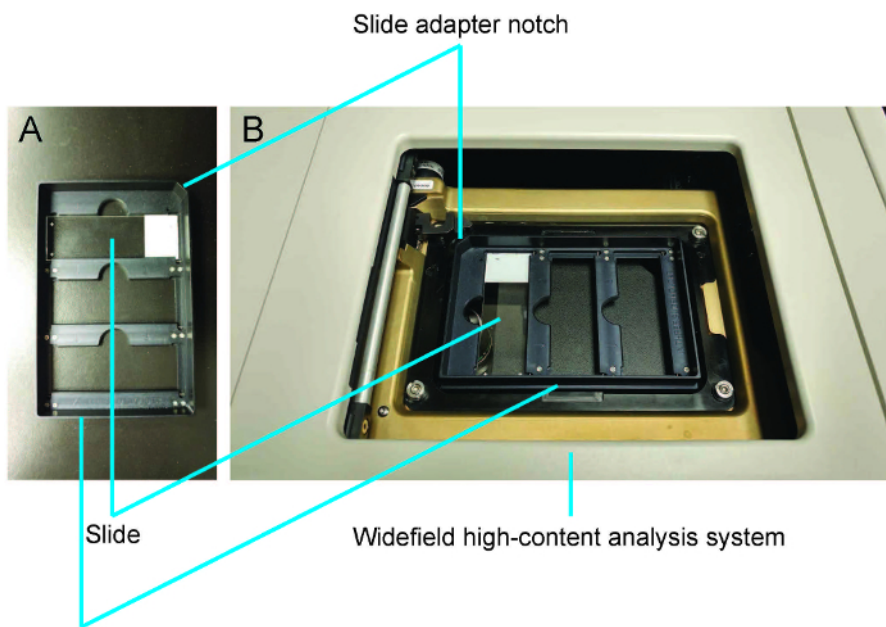 Slide adapter notch
A
B
Slide
Widefield high-content analysis system